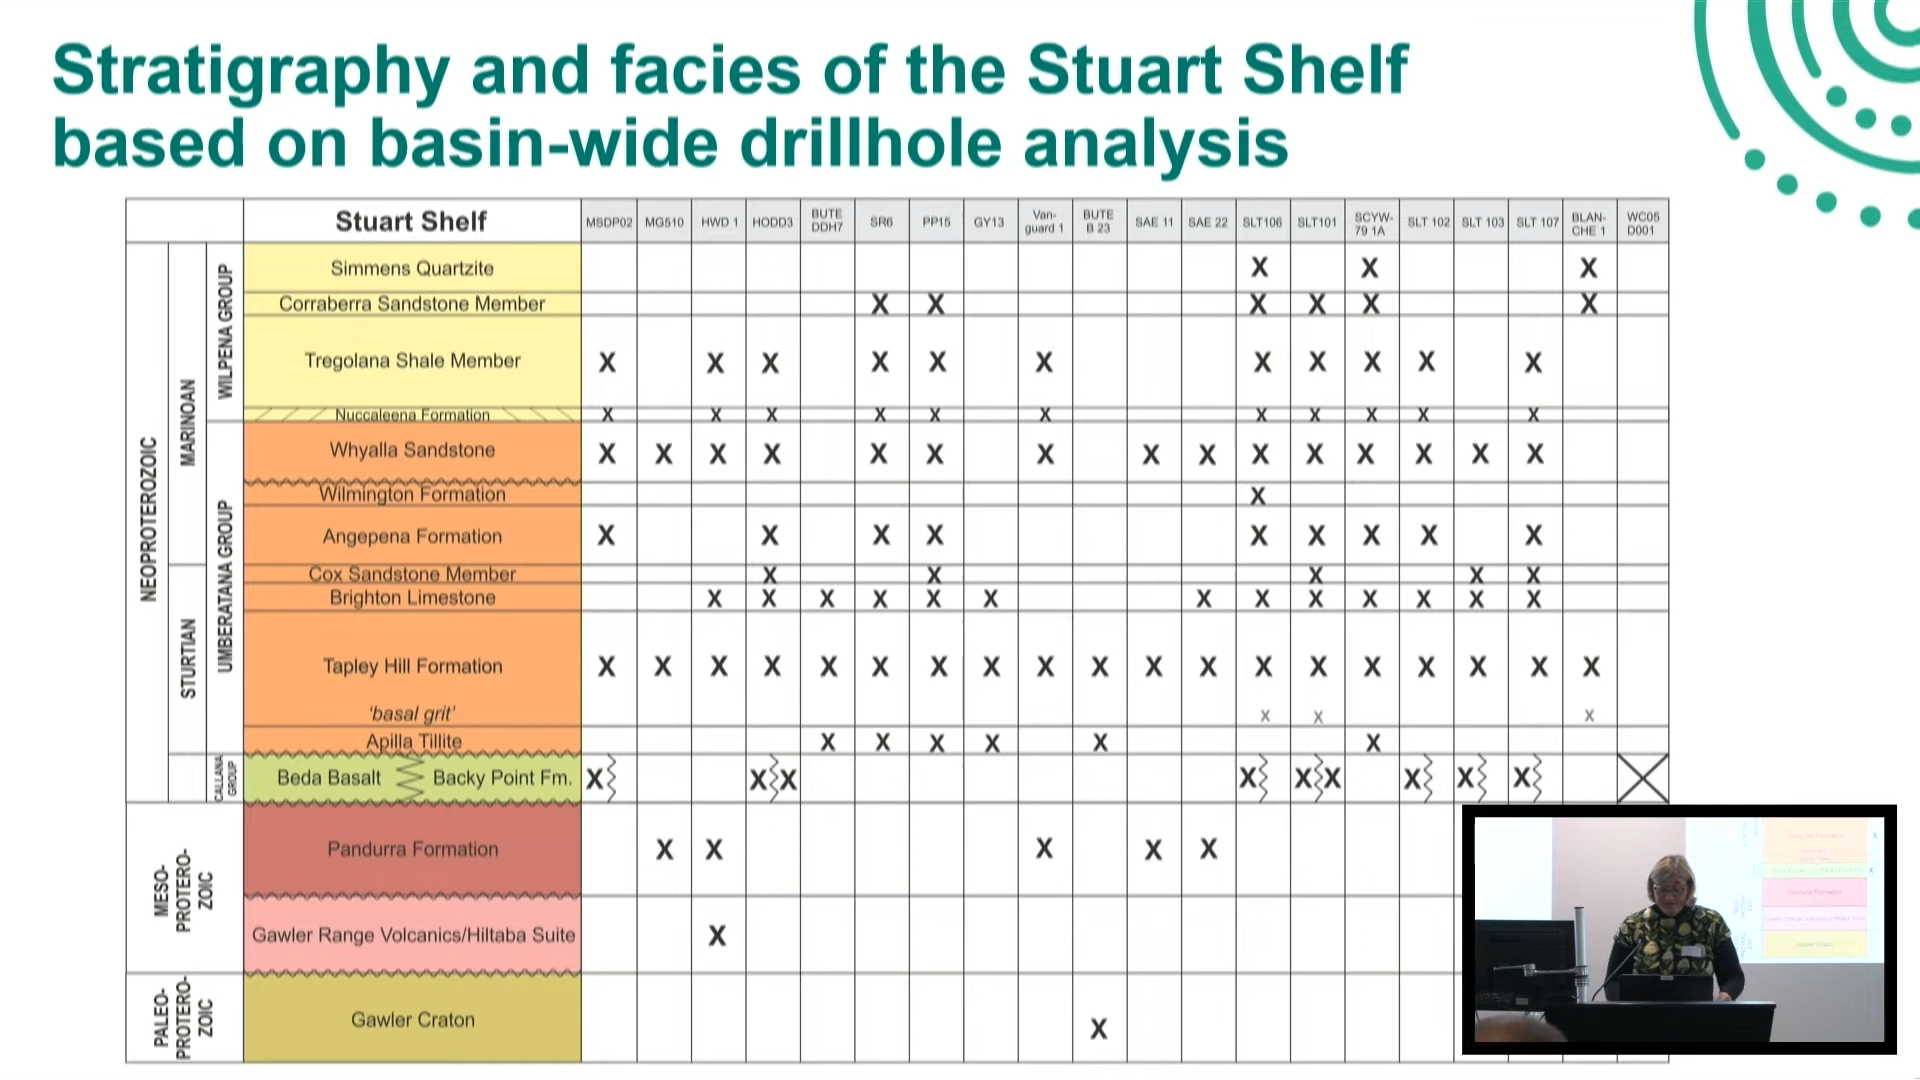 Stratigraphy and facies of the Stuart Shelf
based on basin-wide drillhole analysis
Stuart Shelf
MSDP02
MG510
HWD 1
HODD3
BUTE
DDH7
SR6
PP15
GY13
Van-
guard 1
BUTE
B 23
SAE 11
SAE 22
SLT106
SLT101
SCYW-
79 1A
SLT 102
SLT 103
SLT 107
BLAN-
CHE 1
WC05
D001
NEOPROTEROZOIC
MARINOAN
STURTIAN
WILPENA GROUP
UMBERATANA GROUP
CALLANA
GROUP
Simmens Quartzite X X X
Corraberra Sandstone Member X X X X X X
Tregolana Shale Member X X X X X X X X X X X
Nuccaleena Formation X X X X X X X X X X X
Whyalla Sandstone X X X X X X X X X X X X X X X
Wilmington Formation X
Angepena Formation X X X X X X X X X
Cox Sandstone Member X X X X X
Brighton Limestone X X X X X X X X X X X X X
Tapley Hill Formation X X X X X X X X X X X X X X X X X X X
'basal grit' X X X
Apilla Tillite X X X X X X
Beda Basalt Backy Point Fm. X X X X X X X X X
MESO-
PROTERO-
ZOIC
Pandurra Formation X X X X X
Gawler Range Volcanics/Hiltaba Suite X
PALEO-
PROTERO-
ZOIC
Gawler Craton X